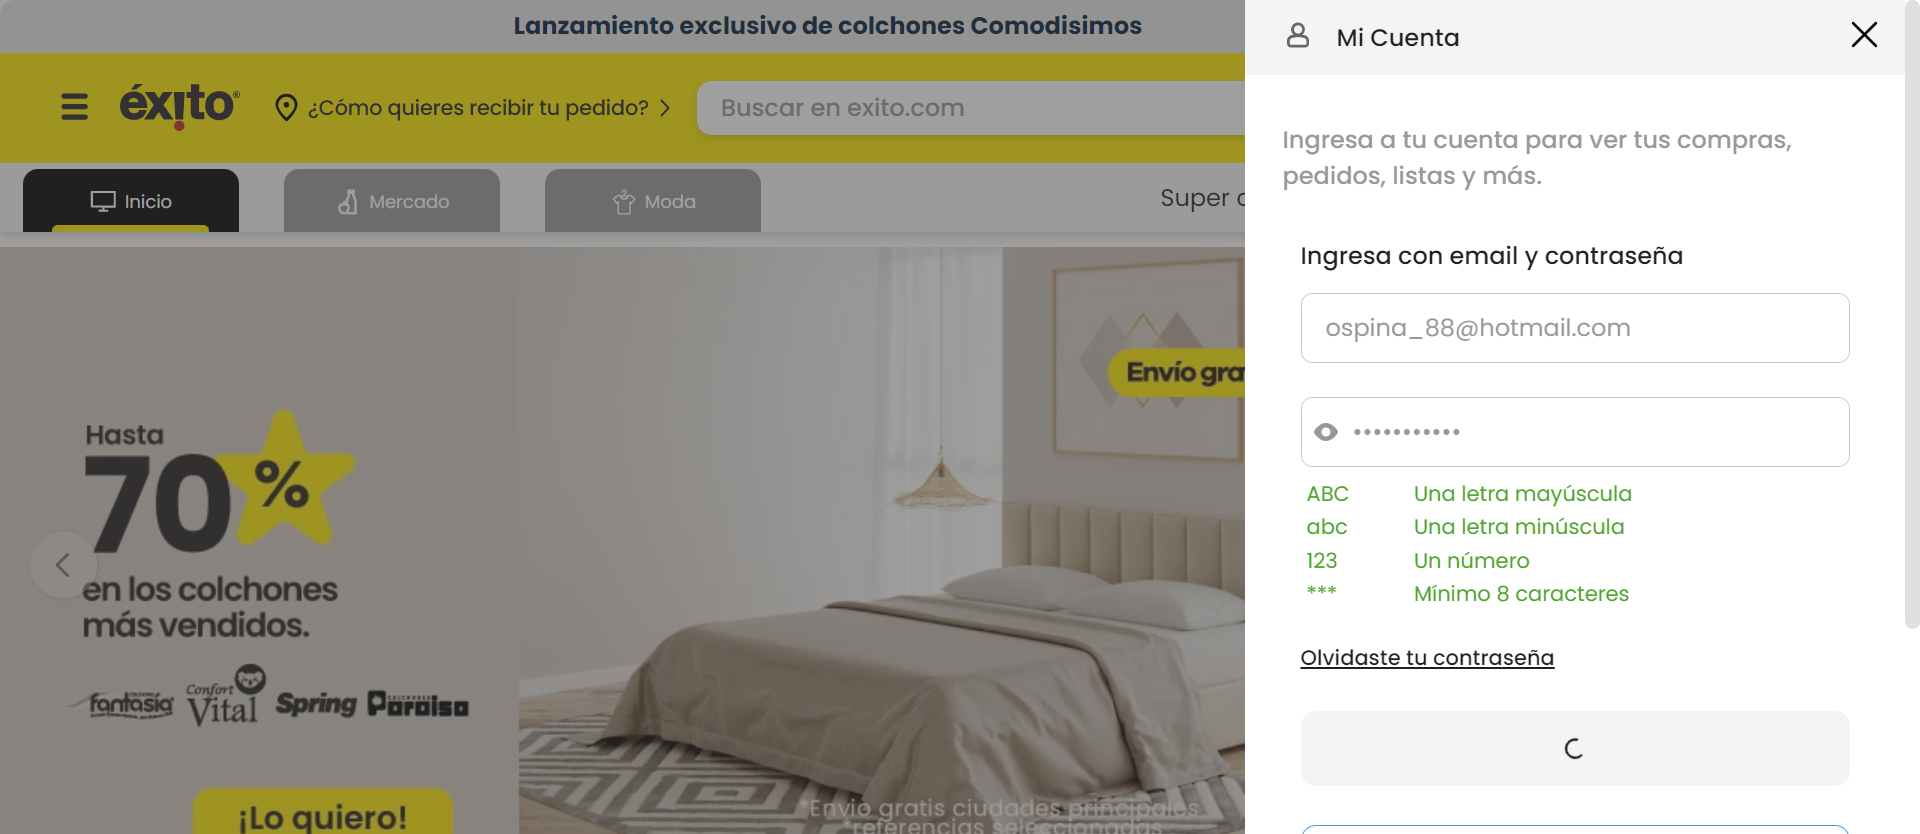 Lanzamiento exclusivo de colchones Comodisimos
éxito®
¿Cómo quieres recibir tu pedido?
Buscar en exito.com
Inicio
Mercado
Moda
Super
Hasta
70%
en los colchones
más vendidos.
fantasía
Confort Vital
Spring
Paraiso
¡Lo quiero!
Envío gra
*Envio gratis ciudades principales
*referencias seleccionadas
Mi Cuenta
Ingresa a tu cuenta para ver tus compras,
pedidos, listas y más.
Ingresa con email y contraseña
ospina_88@hotmail.com
•••••••••••
ABC Una letra mayúscula
abc Una letra minúscula
123 Un número
*** Mínimo 8 caracteres
Olvidaste tu contraseña